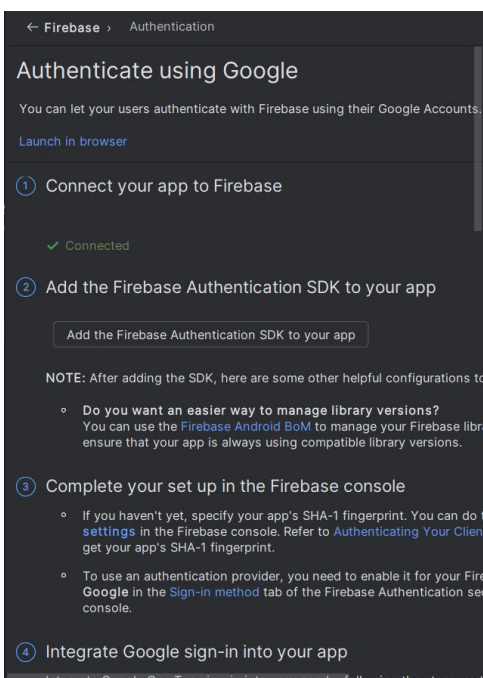 ← Firebase › Authentication
Authenticate using Google
You can let your users authenticate with Firebase using their Google Accounts.
Launch in browser
1 Connect your app to Firebase
✓ Connected
2 Add the Firebase Authentication SDK to your app
Add the Firebase Authentication SDK to your app
NOTE: After adding the SDK, here are some other helpful configurations to
○ Do you want an easier way to manage library versions?
You can use the Firebase Android BoM to manage your Firebase libr
ensure that your app is always using compatible library versions.
3 Complete your set up in the Firebase console
○ If you haven't yet, specify your app's SHA-1 fingerprint. You can do
settings in the Firebase console. Refer to Authenticating Your Clien
get your app's SHA-1 fingerprint.
○ To use an authentication provider, you need to enable it for your Fire
Google in the Sign-in method tab of the Firebase Authentication se
console.
4 Integrate Google sign-in into your app